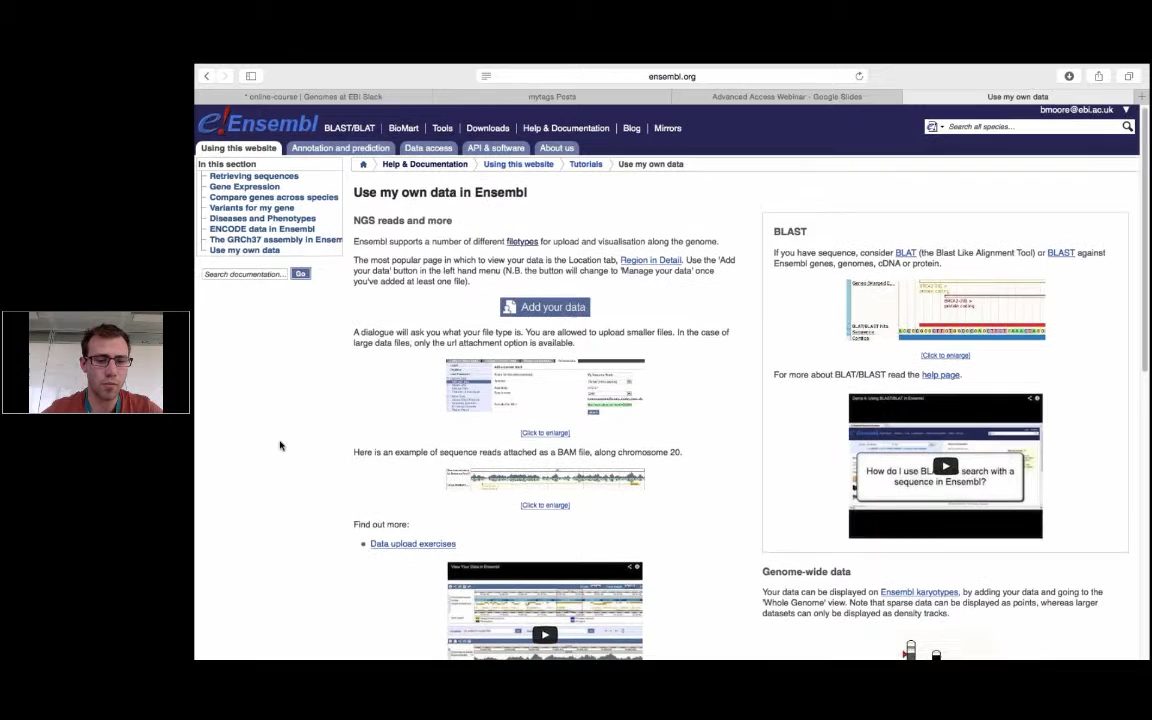 ensembl.org
* online-course | Genomes at EBI Slack
mytags Posts
Advanced Access Webinar - Google Slides
Use my own data
bmoore@ebi.ac.uk
e!Ensembl
BLAST/BLAT
BioMart
Tools
Downloads
Help & Documentation
Blog
Mirrors
Search all species...
Using this website
Annotation and prediction
Data access
API & software
About us
In this section
Retrieving sequences
Gene Expression
Compare genes across species
Variants for my gene
Diseases and Phenotypes
ENCODE data in Ensembl
The GRCh37 assembly in Ensem
Use my own data
Search documentation...
Go
Help & Documentation
Using this website
Tutorials
Use my own data
Use my own data in Ensembl
NGS reads and more
Ensembl supports a number of different filetypes for upload and visualisation along the genome.
The most popular page in which to view your data is the Location tab, Region in Detail. Use the 'Add
your data' button in the left hand menu (N.B. the button will change to 'Manage your data' once
you've added at least one file).
Add your data
A dialogue will ask you what your file type is. You are allowed to upload smaller files. In the case of
large data files, only the url attachment option is available.
[Click to enlarge]
Here is an example of sequence reads attached as a BAM file, along chromosome 20.
[Click to enlarge]
Find out more:
Data upload exercises
View Your Data in Ensembl
BLAST
If you have sequence, consider BLAT (the Blast Like Alignment Tool) or BLAST against
Ensembl genes, genomes, cDNA or protein.
[Click to enlarge]
For more about BLAT/BLAST read the help page.
How do I use BL search with a
sequence in Ensembl?
Genome-wide data
Your data can be displayed on Ensembl karyotypes, by adding your data and going to the
'Whole Genome' view. Note that sparse data can be displayed as points, whereas larger
datasets can only be displayed as density tracks.